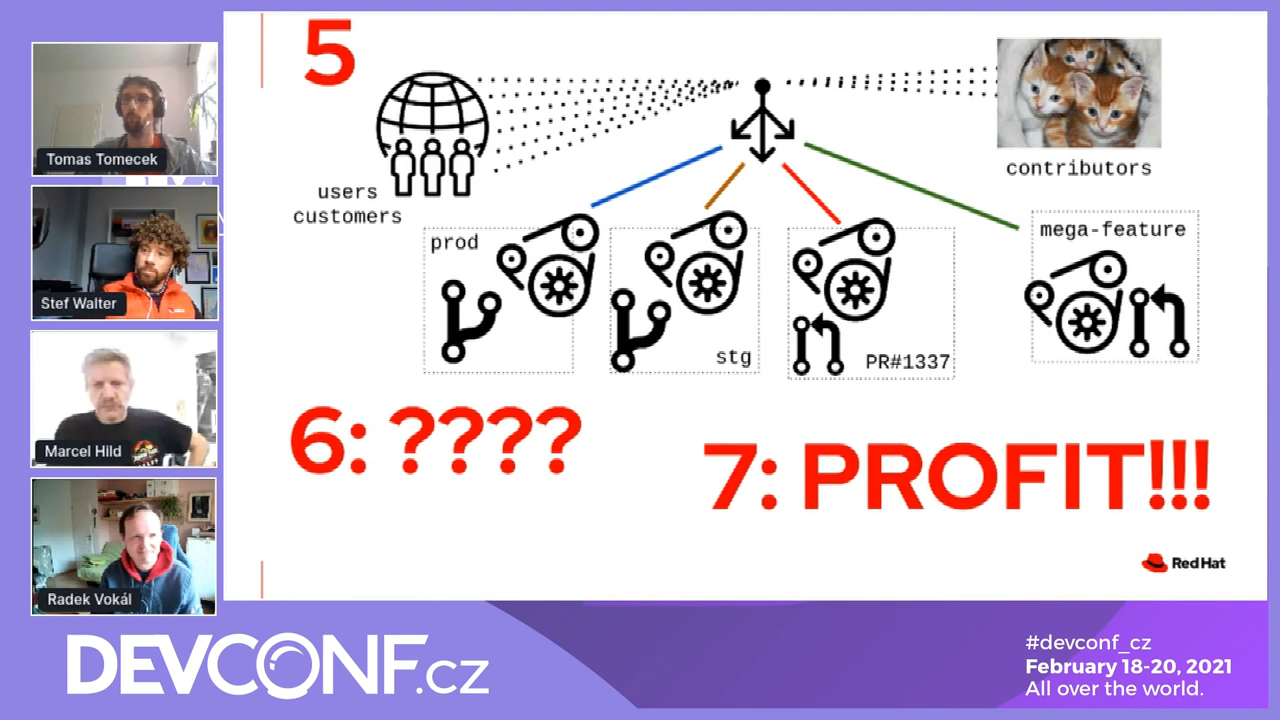 Tomas Tomecek
Stef Walter
Marcel Hild
Radek Vokál
5
users
customers
contributors
prod
stg
PR#1337
mega-feature
6: ????
7: PROFIT!!!
Red Hat
DEVCONF.cz
#devconf_cz
February 18-20, 2021
All over the world.